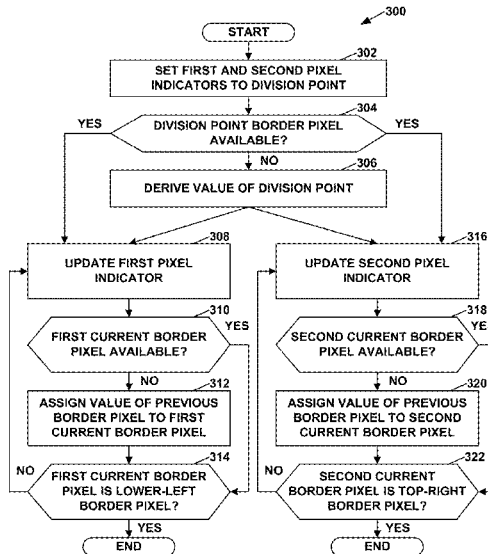 300
START
302
SET FIRST AND SECOND PIXEL
INDICATORS TO DIVISION POINT
304
YES
DIVISION POINT BORDER PIXEL
AVAILABLE?
YES
NO
306
DERIVE VALUE OF DIVISION POINT
308
UPDATE FIRST PIXEL
INDICATOR
310
FIRST CURRENT BORDER
PIXEL AVAILABLE?
YES
NO
312
ASSIGN VALUE OF PREVIOUS
BORDER PIXEL TO FIRST
CURRENT BORDER PIXEL
314
NO
FIRST CURRENT BORDER
PIXEL IS LOWER-LEFT
BORDER PIXEL?
YES
END
316
UPDATE SECOND PIXEL
INDICATOR
318
SECOND CURRENT BORDER
PIXEL AVAILABLE?
NO
320
ASSIGN VALUE OF PREVIOUS
BORDER PIXEL TO SECOND
CURRENT BORDER PIXEL
322
NO
SECOND CURRENT
BORDER PIXEL IS TOP-RIGHT
BORDER PIXEL?
YES
END